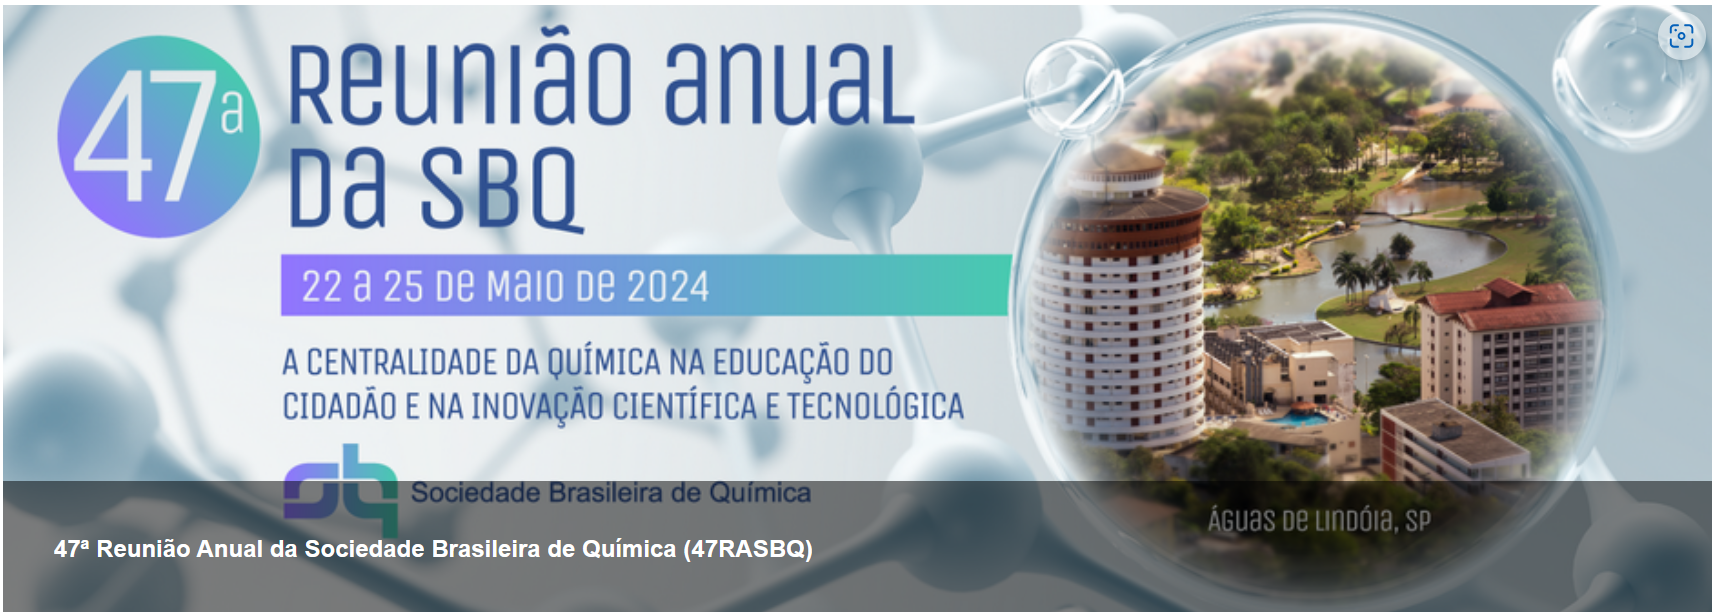 47ª
Reunião Anual
da SBQ
22 a 25 de maio de 2024
A CENTRALIDADE DA QUÍMICA NA EDUCAÇÃO DO
CIDADÃO E NA INOVAÇÃO CIENTÍFICA E TECNOLÓGICA
sbq Sociedade Brasileira de Química
ÁGUAS DE LINDÓIA, SP
47ª Reunião Anual da Sociedade Brasileira de Química (47RASBQ)